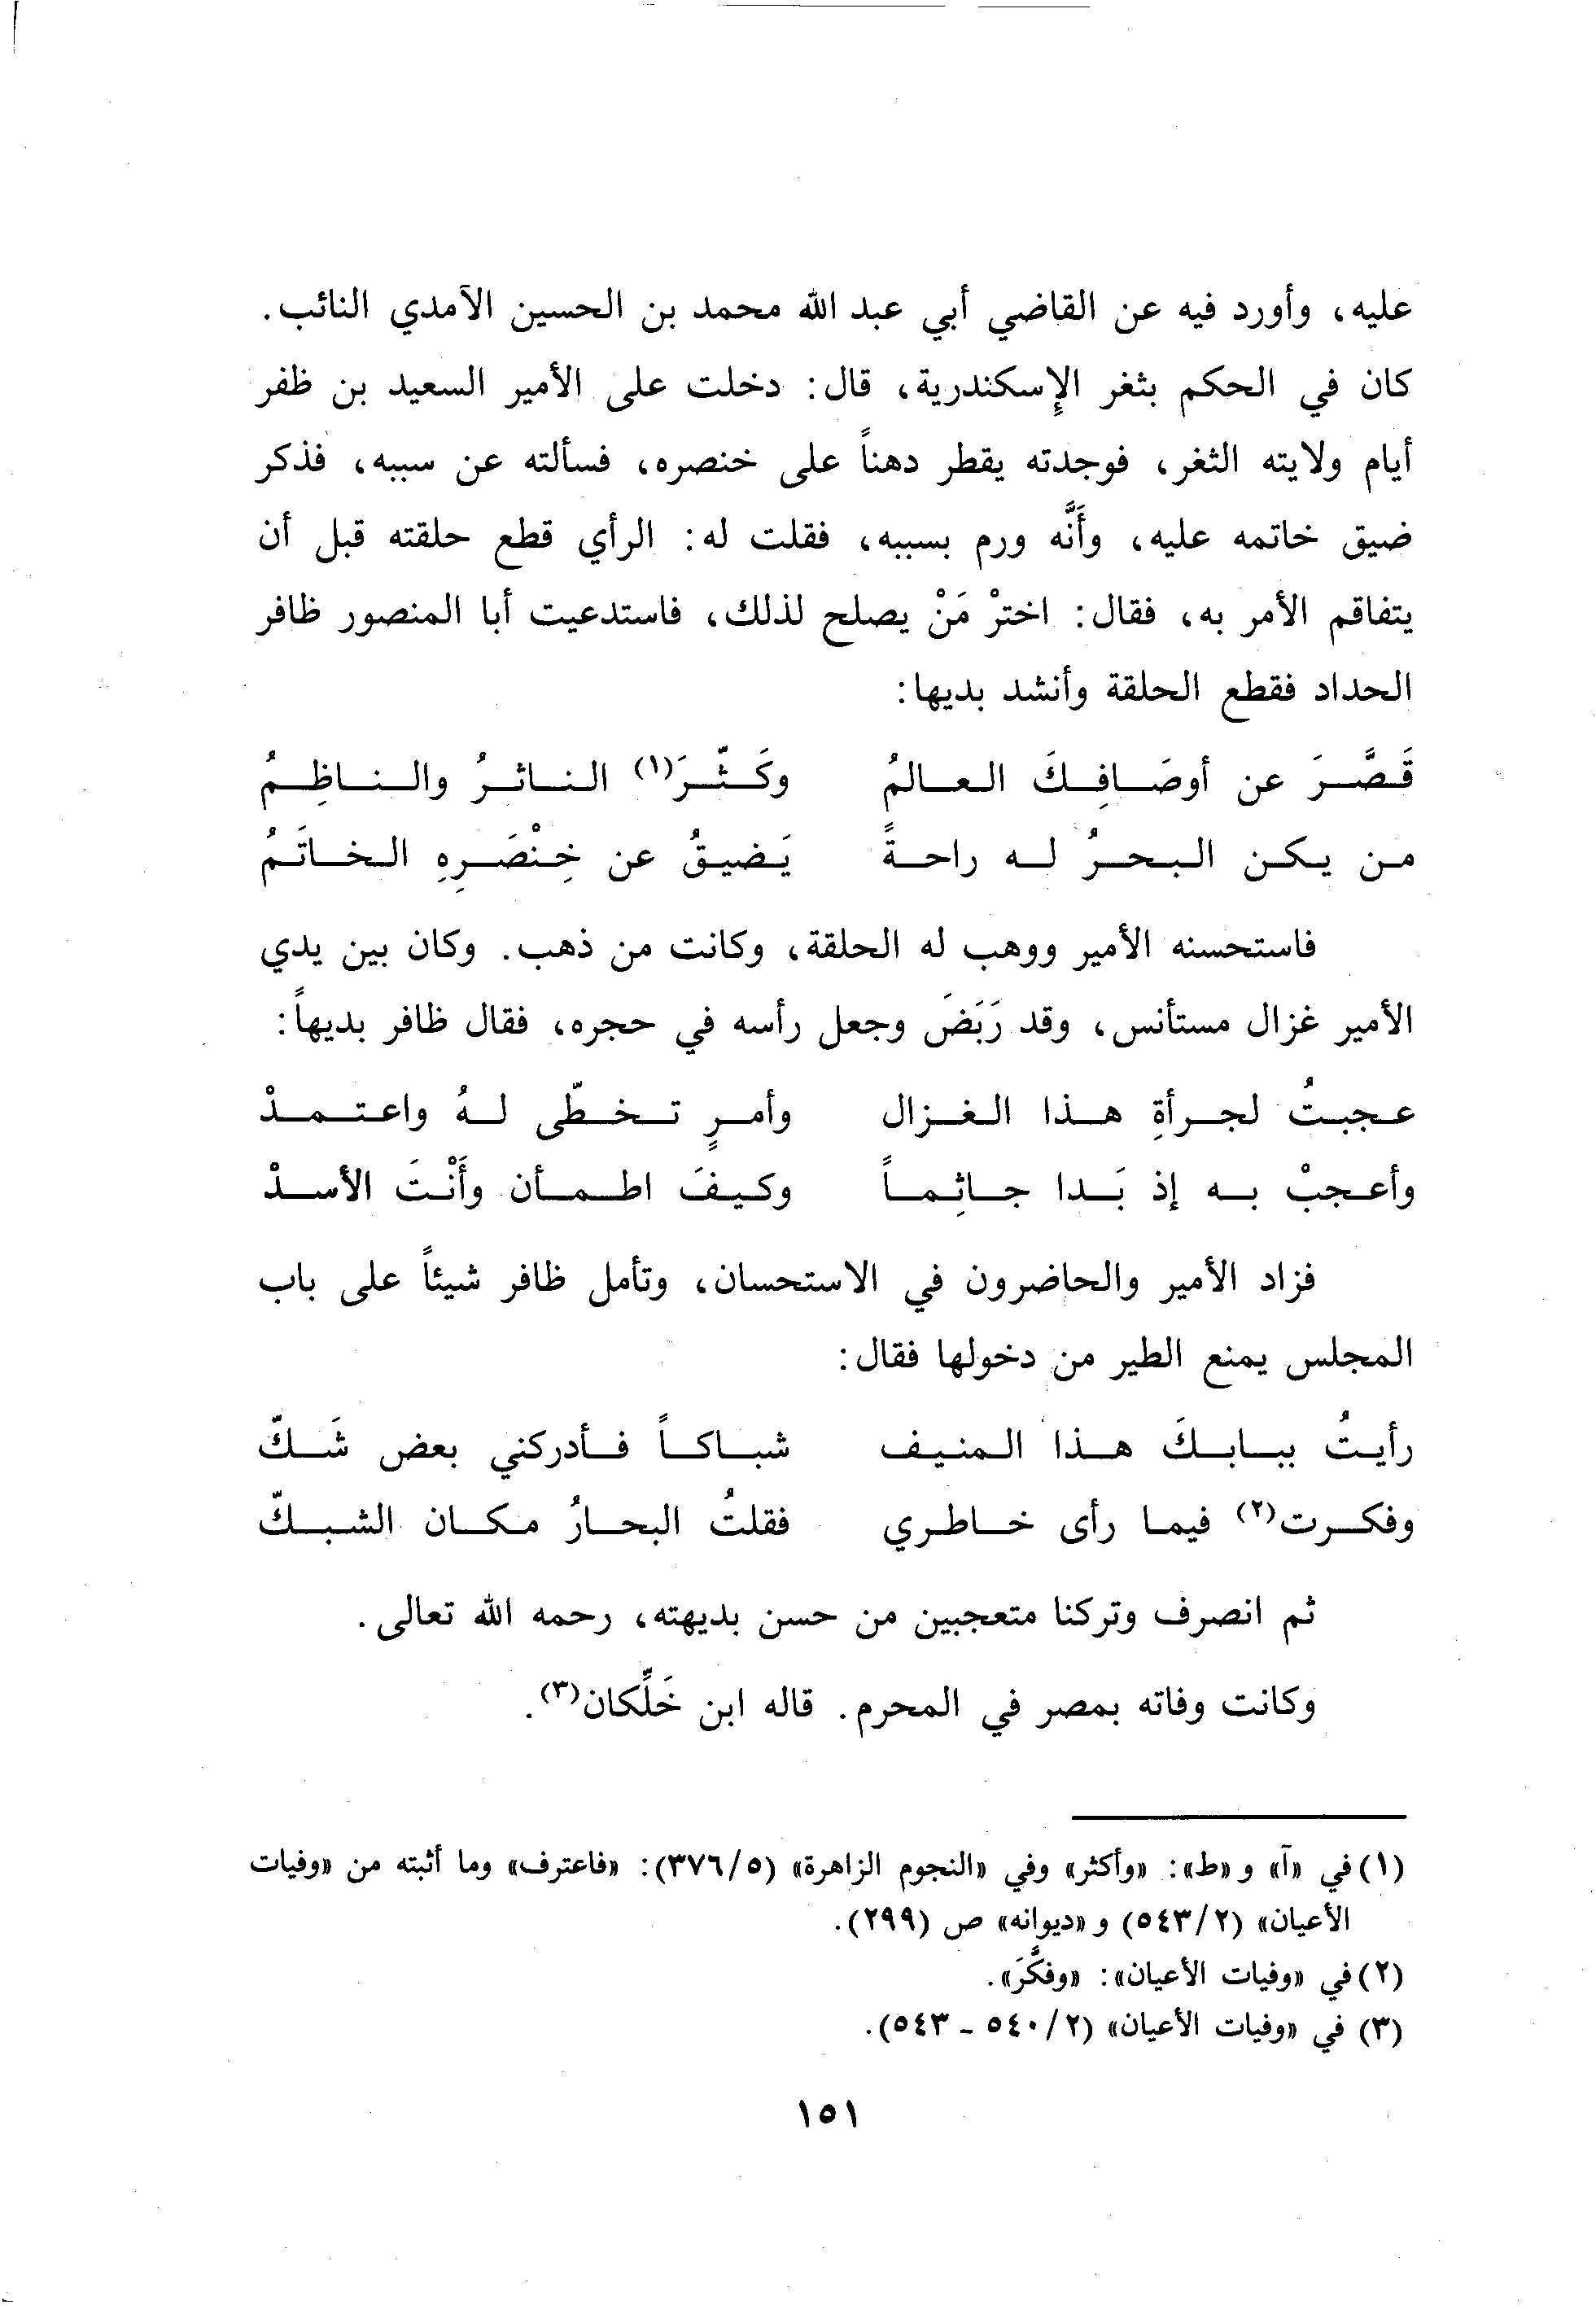 عليه، وأورد فيه عن القاضي أبي عبد الله محمد بن الحسين الآمدي النائب.
كان في الحكم بثغر الإسكندرية، قال: دخلت على الأمير السعيد بن ظفر
أيام ولايته الثغر، فوجدته يقطر دهناً على خنصره، فسألته عن سببه، فذكر
ضيق خاتمه عليه، وأَنَّه ورم بسببه، فقلت له: الرأي قطع حلقته قبل أن
يتفاقم الأمر به، فقال: اخترْ مَنْ يصلح لذلك، فاستدعيت أبا المنصور ظافر
الحداد فقطع الحلقة وأنشد بديها:
قَصَّرَ عن أوصَافِكَ العالمُ وكَثّرَ(١) الناثرُ والناظِمُ
من يكن البحرُ له راحةً يَضيقُ عن خِنْصَرِهِ الخاتَمُ
فاستحسنه الأمير ووهب له الحلقة، وكانت من ذهب. وكان بين يدي
الأمير غزال مستأنس، وقد رَبَضَ وجعل رأسه في حجره، فقال ظافر بديهاً:
عجبتُ لجرأةِ هذا الغزال وأمرٍ تخطّى لهُ واعتمدْ
وأعجبْ به إذ بَدا جاثِماً وكيفَ اطمأن وأَنْتَ الأسدْ
فزاد الأمير والحاضرون في الاستحسان، وتأمل ظافر شيئاً على باب
المجلس يمنع الطير من دخولها فقال:
رأيتُ ببابكَ هذا المنيف شباكاً فأدركني بعض شَكّ
وفكرت(٢) فيما رأى خاطري فقلتُ البحارُ مكان الشبكّ
ثم انصرف وتركنا متعجبين من حسن بديهته، رحمه الله تعالى.
وكانت وفاته بمصر في المحرم. قاله ابن خَلِّكان(٣).
(١) في «آ» و «ط»: «وأكثر» وفي «النجوم الزاهرة» (٣٧٦/٥): «فاعترف» وما أثبته من «وفيات
الأعيان» (٥٤٣/٢) و «ديوانه» ص (٢٩٩).
(٢) في «وفيات الأعيان»: «وفكَّرَ».
(٣) في «وفيات الأعيان» (٥٤٠/٢ - ٥٤٣).
١٥١